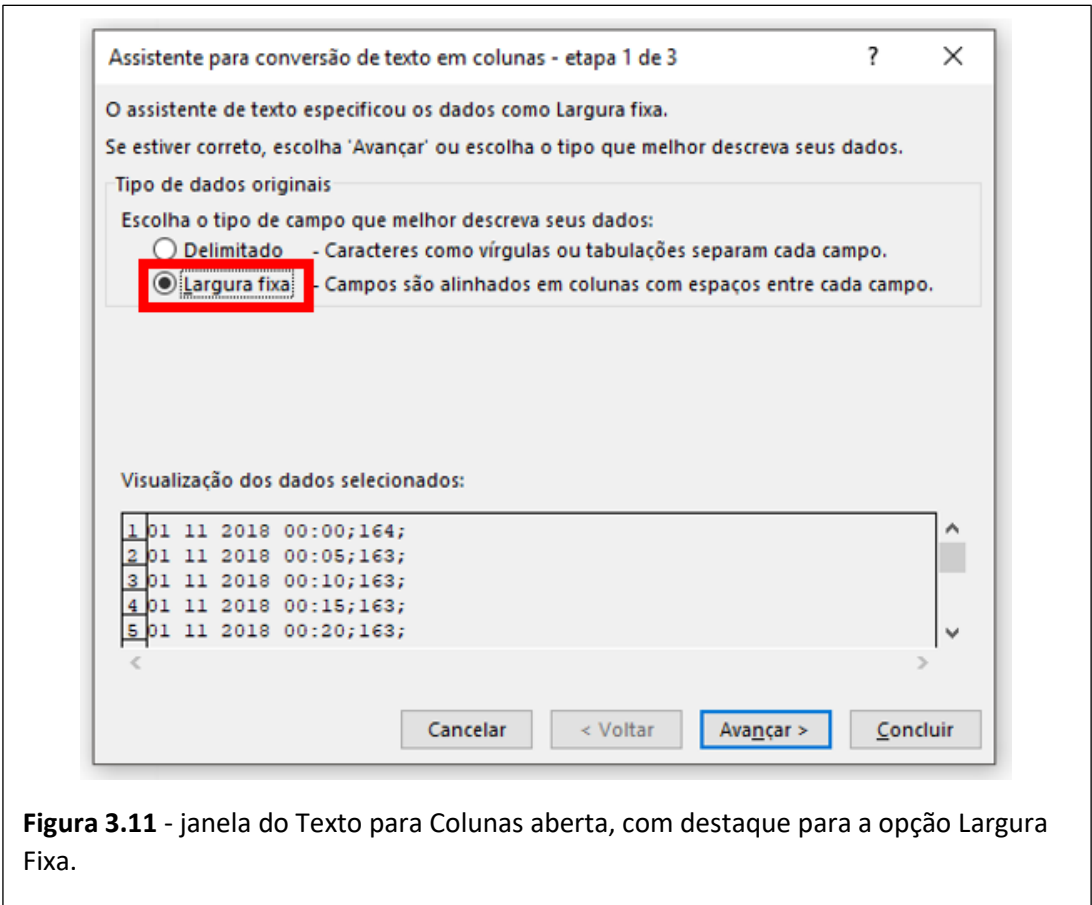 Assistente para conversão de texto em colunas - etapa 1 de 3 ? ×
O assistente de texto especificou os dados como Largura fixa.
Se estiver correto, escolha 'Avançar' ou escolha o tipo que melhor descreva seus dados.
Tipo de dados originais
Escolha o tipo de campo que melhor descreva seus dados:
Delimitado - Caracteres como vírgulas ou tabulações separam cada campo.
Largura fixa - Campos são alinhados em colunas com espaços entre cada campo.
Visualização dos dados selecionados:
1 01 11 2018 00:00;164;
2 01 11 2018 00:05;163;
3 01 11 2018 00:10;163;
4 01 11 2018 00:15;163;
5 01 11 2018 00:20;163;
Cancelar < Voltar Avançar > Concluir
Figura 3.11 - janela do Texto para Colunas aberta, com destaque para a opção Largura
Fixa.